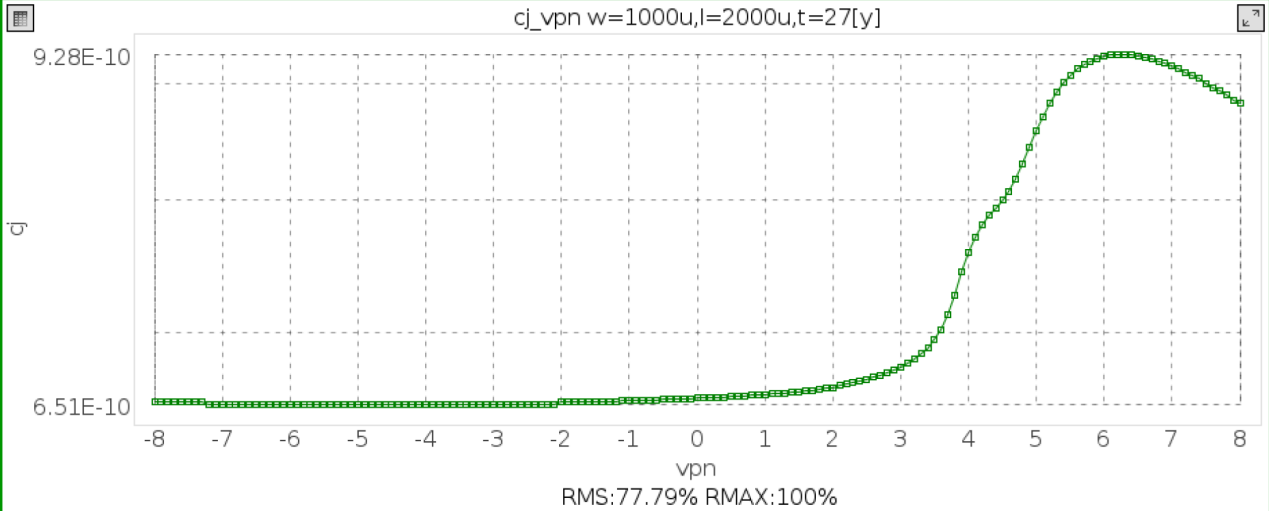 cj_vpn w=1000u,l=2000u,t=27[y]
9.28E-10
cj
6.51E-10
-8 -7 -6 -5 -4 -3 -2 -1 0 1 2 3 4 5 6 7 8
vpn
RMS:77.79% RMAX:100%